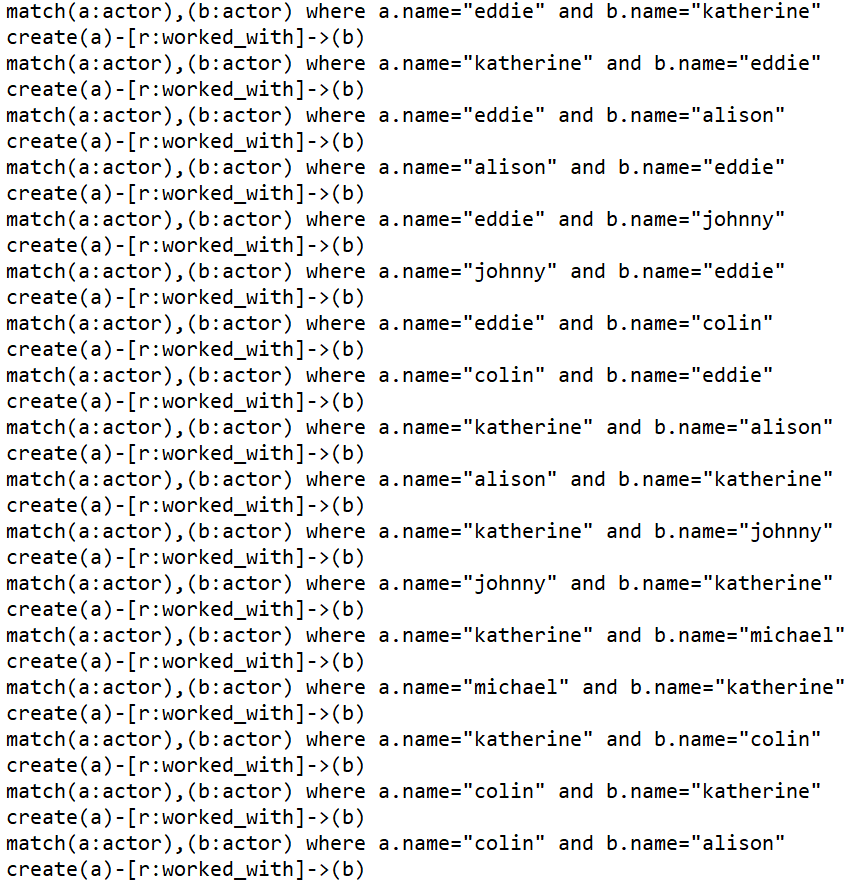 match(a:actor),(b:actor) where a.name="eddie" and b.name="katherine"
create(a)-[r:worked_with]->(b)
match(a:actor),(b:actor) where a.name="katherine" and b.name="eddie"
create(a)-[r:worked_with]->(b)
match(a:actor),(b:actor) where a.name="eddie" and b.name="alison"
create(a)-[r:worked_with]->(b)
match(a:actor),(b:actor) where a.name="alison" and b.name="eddie"
create(a)-[r:worked_with]->(b)
match(a:actor),(b:actor) where a.name="eddie" and b.name="johnny"
create(a)-[r:worked_with]->(b)
match(a:actor),(b:actor) where a.name="johnny" and b.name="eddie"
create(a)-[r:worked_with]->(b)
match(a:actor),(b:actor) where a.name="eddie" and b.name="colin"
create(a)-[r:worked_with]->(b)
match(a:actor),(b:actor) where a.name="colin" and b.name="eddie"
create(a)-[r:worked_with]->(b)
match(a:actor),(b:actor) where a.name="katherine" and b.name="alison"
create(a)-[r:worked_with]->(b)
match(a:actor),(b:actor) where a.name="alison" and b.name="katherine"
create(a)-[r:worked_with]->(b)
match(a:actor),(b:actor) where a.name="katherine" and b.name="johnny"
create(a)-[r:worked_with]->(b)
match(a:actor),(b:actor) where a.name="johnny" and b.name="katherine"
create(a)-[r:worked_with]->(b)
match(a:actor),(b:actor) where a.name="katherine" and b.name="michael"
create(a)-[r:worked_with]->(b)
match(a:actor),(b:actor) where a.name="michael" and b.name="katherine"
create(a)-[r:worked_with]->(b)
match(a:actor),(b:actor) where a.name="katherine" and b.name="colin"
create(a)-[r:worked_with]->(b)
match(a:actor),(b:actor) where a.name="colin" and b.name="katherine"
create(a)-[r:worked_with]->(b)
match(a:actor),(b:actor) where a.name="colin" and b.name="alison"
create(a)-[r:worked_with]->(b)